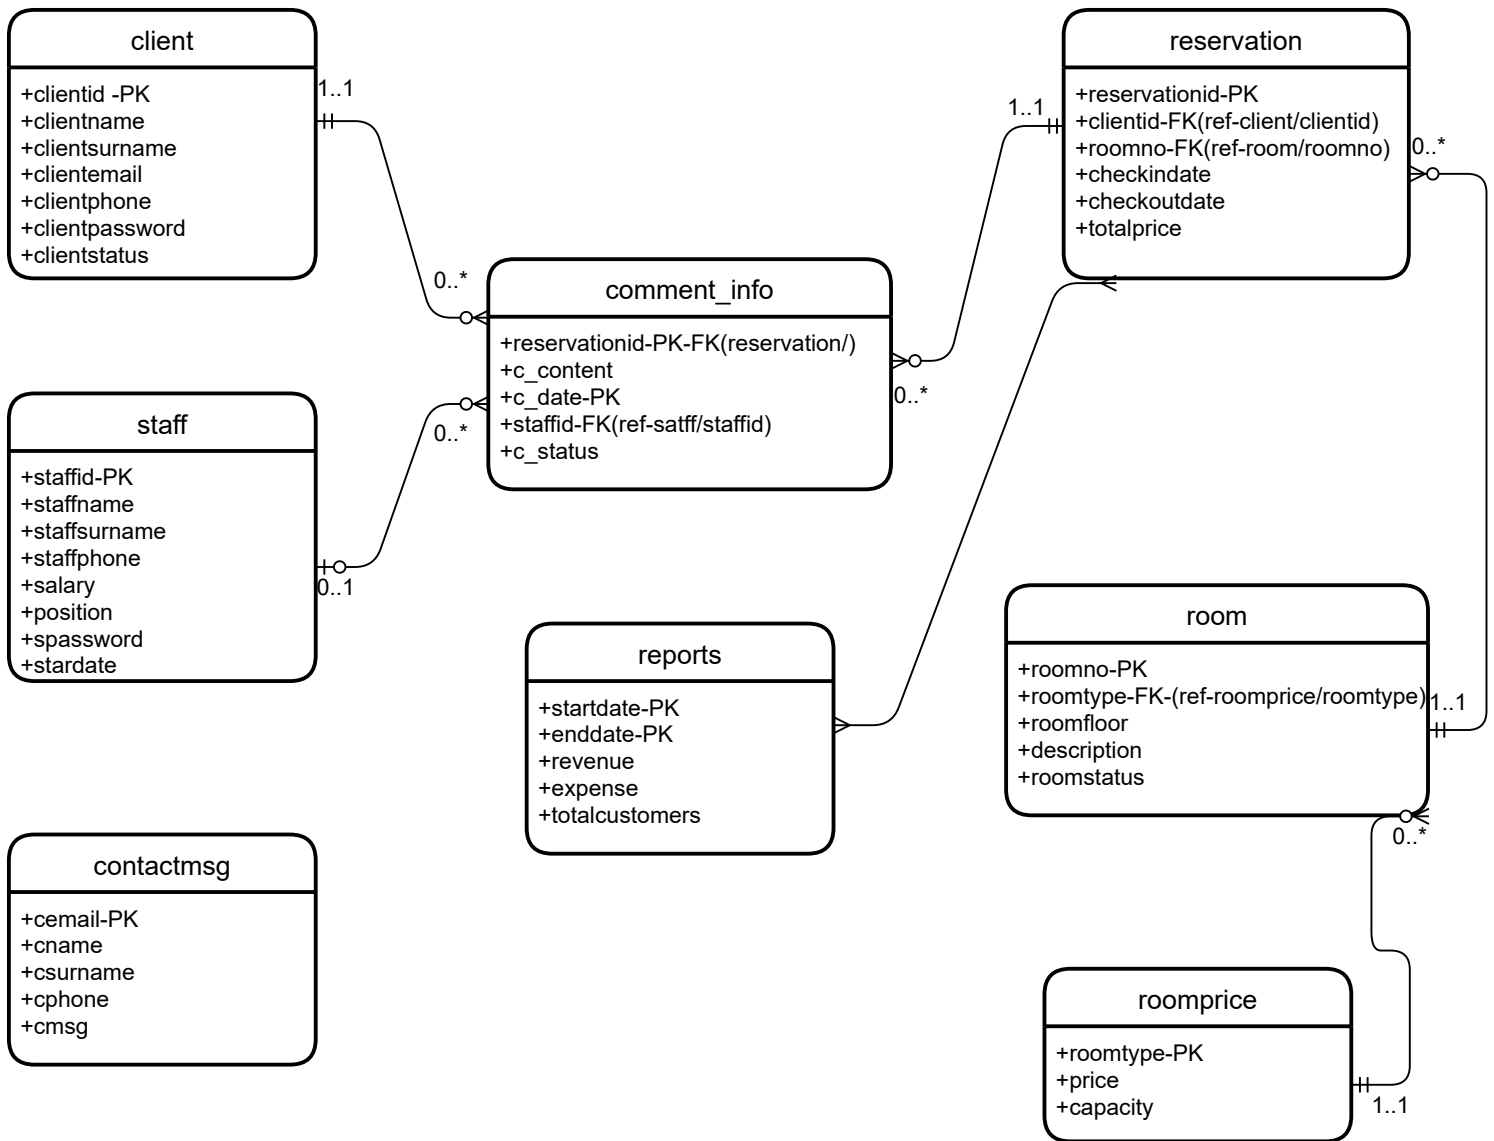 client
+clientid -PK
+clientname
+clientsurname
+clientemail
+clientphone
+clientpassword
+clientstatus
1..1
0..*
reservation
+reservationid-PK
+clientid-FK(ref-client/clientid)
+roomno-FK(ref-room/roomno)
+checkindate
+checkoutdate
+totalprice
1..1
0..*
comment_info
+reservationid-PK-FK(reservation/)
+c_content
+c_date-PK
+staffid-FK(ref-satff/staffid)
+c_status
0..*
0..*
staff
+staffid-PK
+staffname
+staffsurname
+staffphone
+salary
+position
+spassword
+stardate
0..1
reports
+startdate-PK
+enddate-PK
+revenue
+expense
+totalcustomers
room
+roomno-PK
+roomtype-FK-(ref-roomprice/roomtype)
+roomfloor
+description
+roomstatus
1..1
0..*
contactmsg
+cemail-PK
+cname
+csurname
+cphone
+cmsg
roomprice
+roomtype-PK
+price
+capacity
1..1